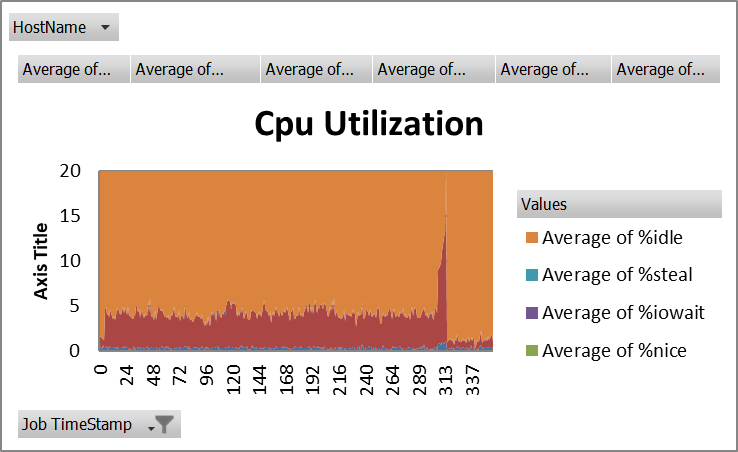 HostName
Average of... Average of... Average of... Average of... Average of... Average of...
Cpu Utilization
Axis Title
20
15
10
5
0
0 24 48 72 96 120 144 168 192 216 240 264 289 313 337
Values
Average of %idle
Average of %steal
Average of %iowait
Average of %nice
Job TimeStamp